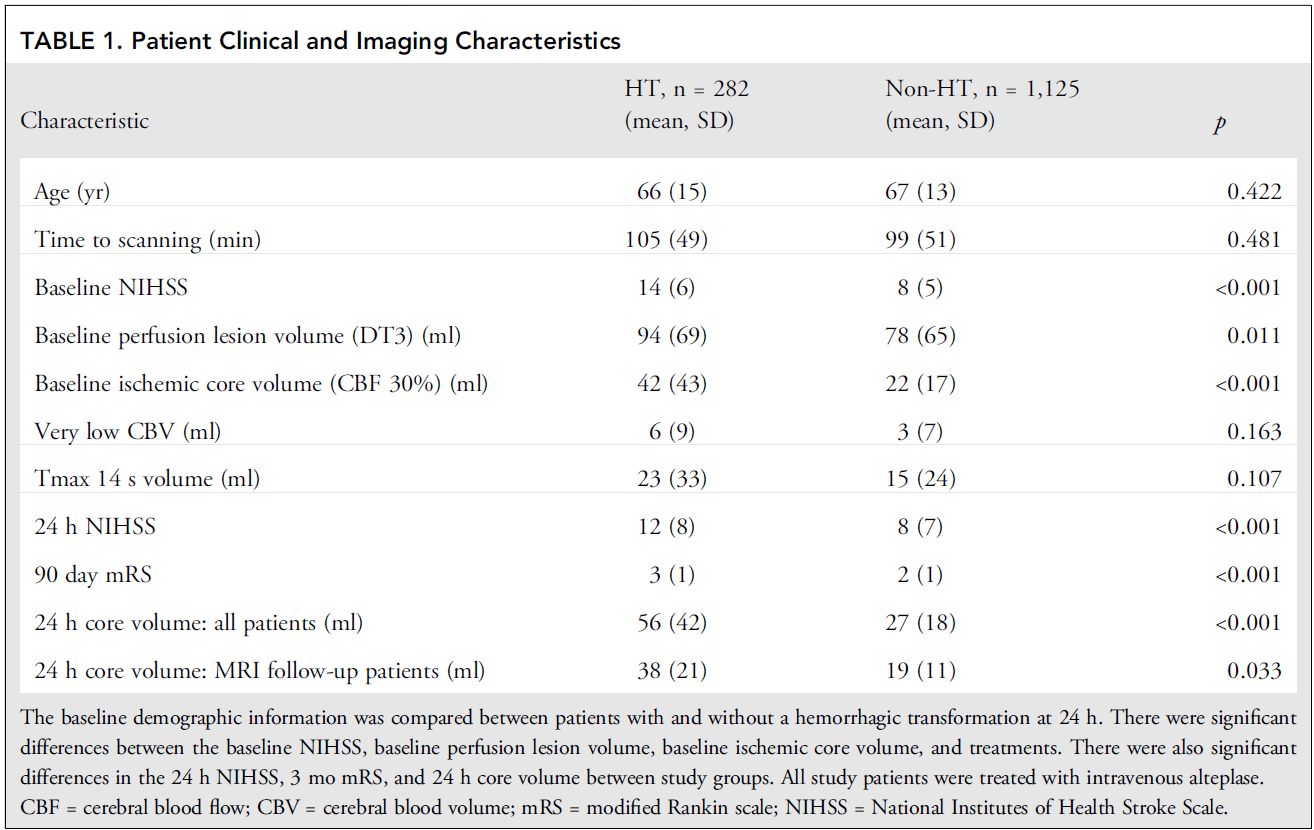 TABLE 1. Patient Clinical and Imaging Characteristics
Characteristic HT, n = 282 (mean, SD) Non-HT, n = 1,125 (mean, SD) p
Age (yr) 66 (15) 67 (13) 0.422
Time to scanning (min) 105 (49) 99 (51) 0.481
Baseline NIHSS 14 (6) 8 (5) <0.001
Baseline perfusion lesion volume (DT3) (ml) 94 (69) 78 (65) 0.011
Baseline ischemic core volume (CBF 30%) (ml) 42 (43) 22 (17) <0.001
Very low CBV (ml) 6 (9) 3 (7) 0.163
Tmax 14 s volume (ml) 23 (33) 15 (24) 0.107
24 h NIHSS 12 (8) 8 (7) <0.001
90 day mRS 3 (1) 2 (1) <0.001
24 h core volume: all patients (ml) 56 (42) 27 (18) <0.001
24 h core volume: MRI follow-up patients (ml) 38 (21) 19 (11) 0.033
The baseline demographic information was compared between patients with and without a hemorrhagic transformation at 24 h. There were significant
differences between the baseline NIHSS, baseline perfusion lesion volume, baseline ischemic core volume, and treatments. There were also significant
differences in the 24 h NIHSS, 3 mo mRS, and 24 h core volume between study groups. All study patients were treated with intravenous alteplase.
CBF = cerebral blood flow; CBV = cerebral blood volume; mRS = modified Rankin scale; NIHSS = National Institutes of Health Stroke Scale.